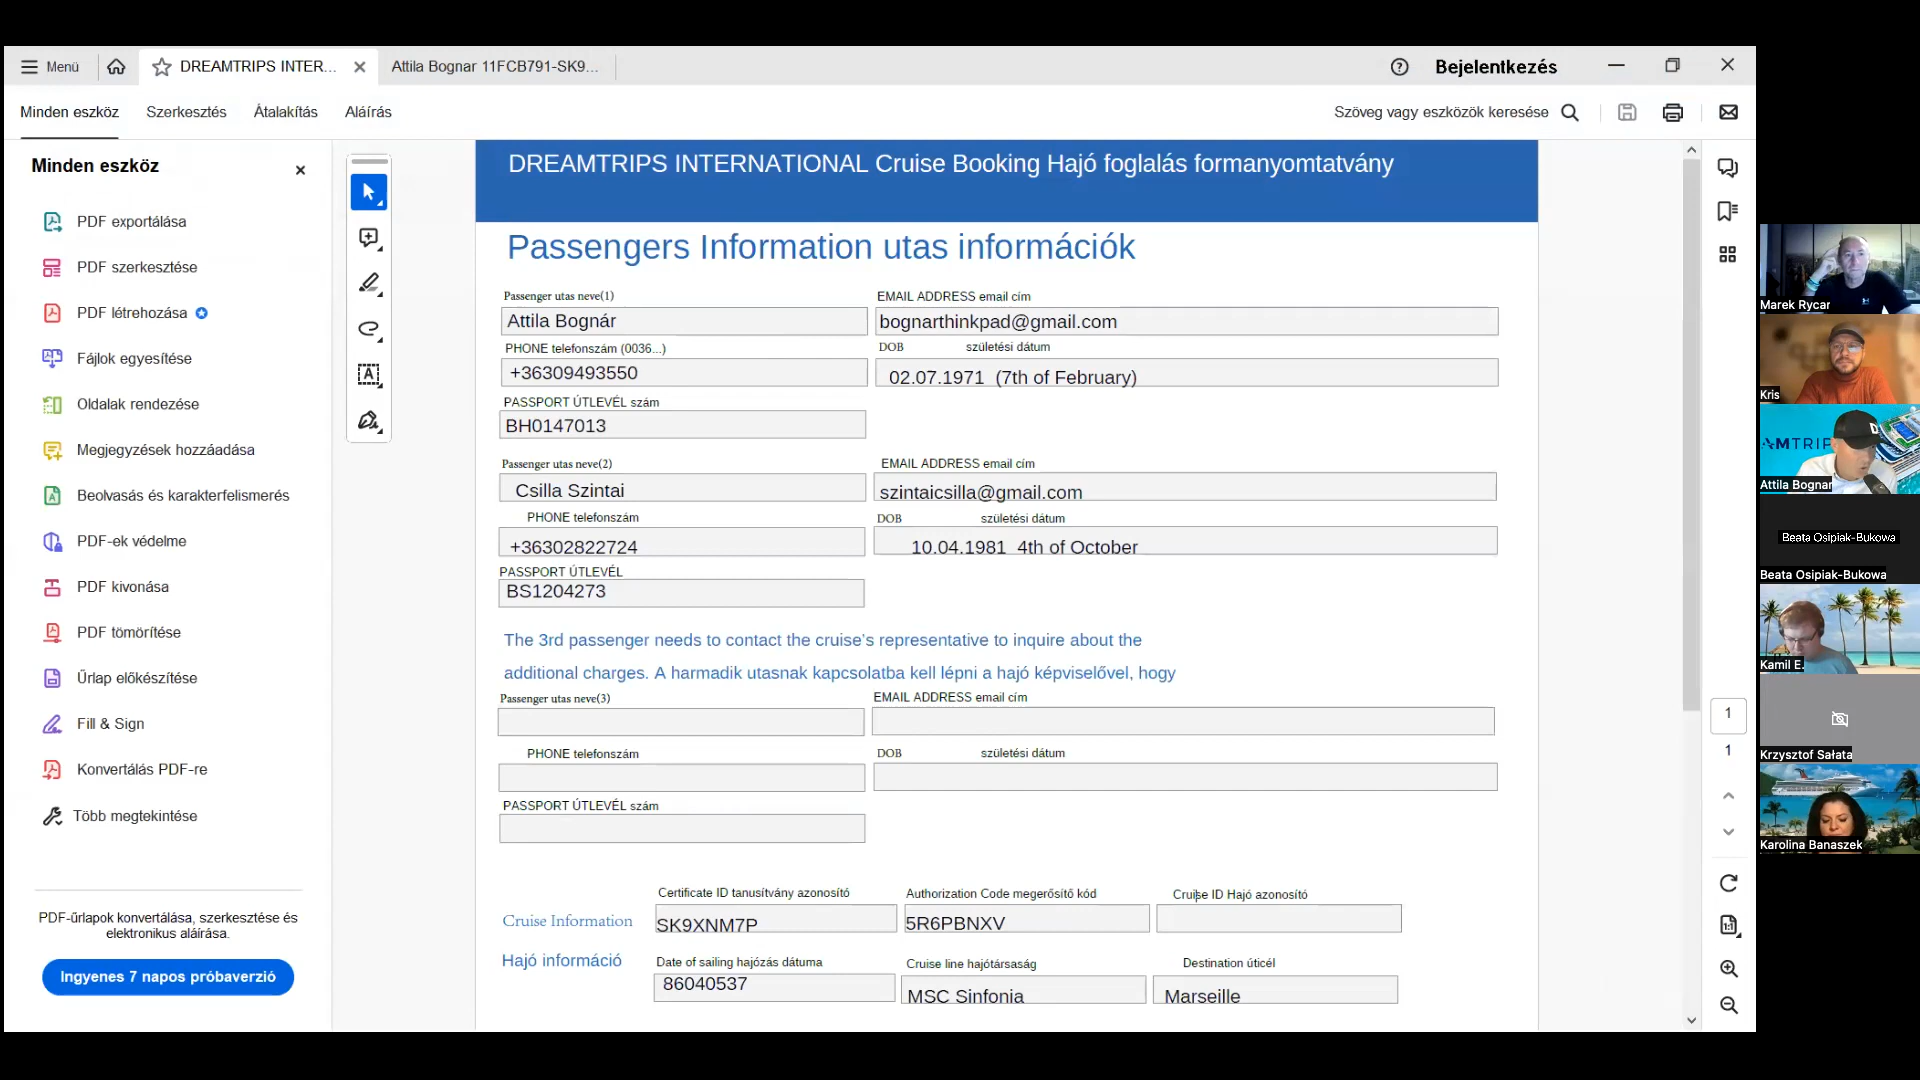 Menü
DREAMTRIPS INTER...
Attila Bognar 11FCB791-SK9...
Bejelentkezés
Minden eszköz
Szerkesztés
Átalakítás
Aláírás
Szöveg vagy eszközök keresése
Minden eszköz
PDF exportálása
PDF szerkesztése
PDF létrehozása
Fájlok egyesítése
Oldalak rendezése
Megjegyzések hozzáadása
Beolvasás és karakterfelismerés
PDF-ek védelme
PDF kivonása
PDF tömörítése
Űrlap előkészítése
Fill & Sign
Konvertálás PDF-re
Több megtekintése
PDF-űrlapok konvertálása, szerkesztése és
elektronikus aláírása.
Ingyenes 7 napos próbaverzió
DREAMTRIPS INTERNATIONAL Cruise Booking Hajó foglalás formanyomtatvány
Passengers Information utas információk
Passenger utas neve(1)
EMAIL ADDRESS email cím
Attila Bognár
bognarthinkpad@gmail.com
PHONE telefonszám (0036...)
DOB születési dátum
+36309493550
02.07.1971 (7th of February)
PASSPORT ÚTLEVÉL szám
BH0147013
Passenger utas neve(2)
EMAIL ADDRESS email cím
Csilla Szintai
szintaicsilla@gmail.com
PHONE telefonszám
DOB születési dátum
+36302822724
10.04.1981 4th of October
PASSPORT ÚTLEVÉL
BS1204273
The 3rd passenger needs to contact the cruise's representative to inquire about the
additional charges. A harmadik utasnak kapcsolatba kell lépni a hajó képviselővel, hogy
Passenger utas neve(3)
EMAIL ADDRESS email cím
PHONE telefonszám
DOB születési dátum
PASSPORT ÚTLEVÉL szám
Certificate ID tanusítvány azonosító
Authorization Code megerősítő kód
Cruise ID Hajó azonosító
Cruise Information
SK9XNM7P
5R6PBNXV
Hajó információ
Date of sailing hajózás dátuma
Cruise line hajótársaság
Destination úticél
86040537
MSC Sinfonia
Marseille
1
1
Marek Rycar
Kris
AMTRIP
D
Attila Bognar
Beata Osipiak-Bukowa
Beata Osipiak-Bukowa
Kamil E.
Krzysztof Sałata
Karolina Banaszek